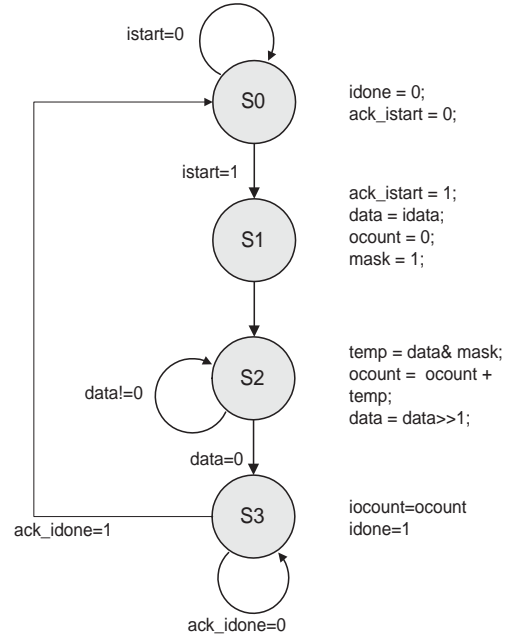 istart=0
S0
idone = 0;
ack_istart = 0;
istart=1
S1
ack_istart = 1;
data = idata;
ocount = 0;
mask = 1;
S2
data!=0
temp = data& mask;
ocount = ocount +
temp;
data = data>>1;
data=0
S3
iocount=ocount
idone=1
ack_idone=1
ack_idone=0